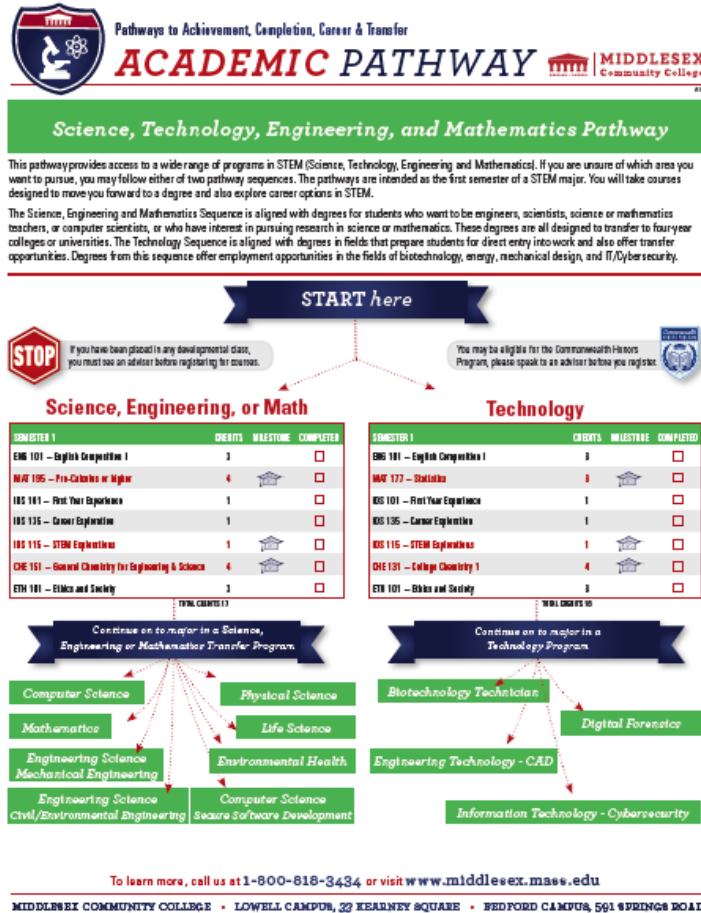 Pathways to Achievement, Completion, Career & Transfer
ACADEMIC PATHWAY
MIDDLESEX
Community College
Science, Technology, Engineering, and Mathematics Pathway
This pathway provides access to a wide range of programs in STEM (Science, Technology, Engineering and Mathematics). If you are unsure of which area you
want to pursue, you may follow either of two pathway sequences. The pathways are intended as the first semester of a STEM major. You will take courses
designed to move you forward to a degree and also explore career options in STEM.
The Science, Engineering and Mathematics Sequence is aligned with degrees for students who want to be engineers, scientists, science or mathematics
teachers, or computer scientists, or who have interest in pursuing research in science or mathematics. These degrees are all designed to transfer to four-year
colleges or universities. The Technology Sequence is aligned with degrees in fields that prepare students for direct entry into work and also offer transfer
opportunities. Degrees from this sequence offer employment opportunities in the fields of biotechnology, energy, mechanical design, and IT/Cybersecurity.
START here
STOP
If you have been placed in any developmental class,
you must see an advisor before registering for courses.
You may be eligible for the Commonwealth Honors
Program, please speak to an advisor before you register.
Science, Engineering, or Math
SEMESTER 1 CREDITS MILESTONE COMPLETED
ENG 101 – English Composition I 3
MAT 195 – Pre-Calculus or higher 4
IDS 101 – First Year Experience 1
IDS 135 – Career Exploration 1
IDS 115 – STEM Explorations 1
CHE 151 – General Chemistry for Engineering & Science 4
ETH 101 – Ethics and Society 3
TOTAL CREDITS 17
Technology
SEMESTER 1 CREDITS MILESTONE COMPLETED
ENG 101 – English Composition I 3
MAT 177 – Statistics 3
IDS 101 – First Year Experience 1
IDS 135 – Career Exploration 1
IDS 115 – STEM Explorations 1
CHE 131 – College Chemistry 1 4
ETH 101 – Ethics and Society 3
TOTAL CREDITS 16
Continue on to major in a Science,
Engineering or Mathematics Transfer Program
Computer Science
Physical Science
Mathematics
Life Science
Engineering Science
Mechanical Engineering
Environmental Health
Engineering Science
Civil/Environmental Engineering
Computer Science
Secure Software Development
Continue on to major in a
Technology Program
Biotechnology Technician
Digital Forensics
Engineering Technology - CAD
Information Technology - Cybersecurity
To learn more, call us at 1-800-818-3434 or visit www.middlesex.mass.edu
MIDDLESEX COMMUNITY COLLEGE • LOWELL CAMPUS, 33 KEARNEY SQUARE • BEDFORD CAMPUS, 591 SPRINGS ROAD